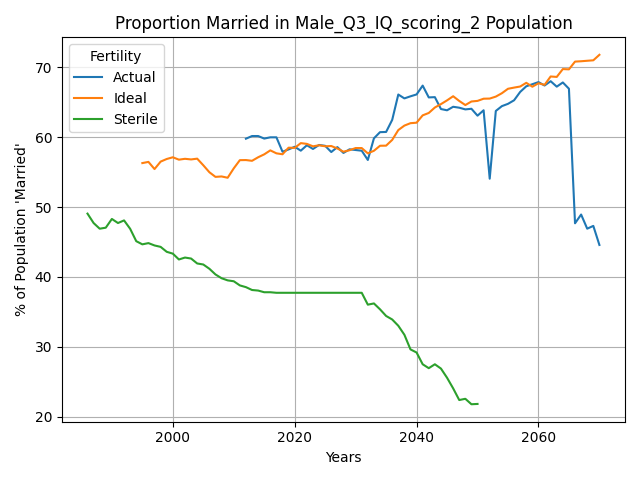 Proportion Married in Male_Q3_IQ_scoring_2 Population
Fertility
Actual
Ideal
Sterile
% of Population 'Married'
70
60
50
40
30
20
2000
2020
2040
2060
Years